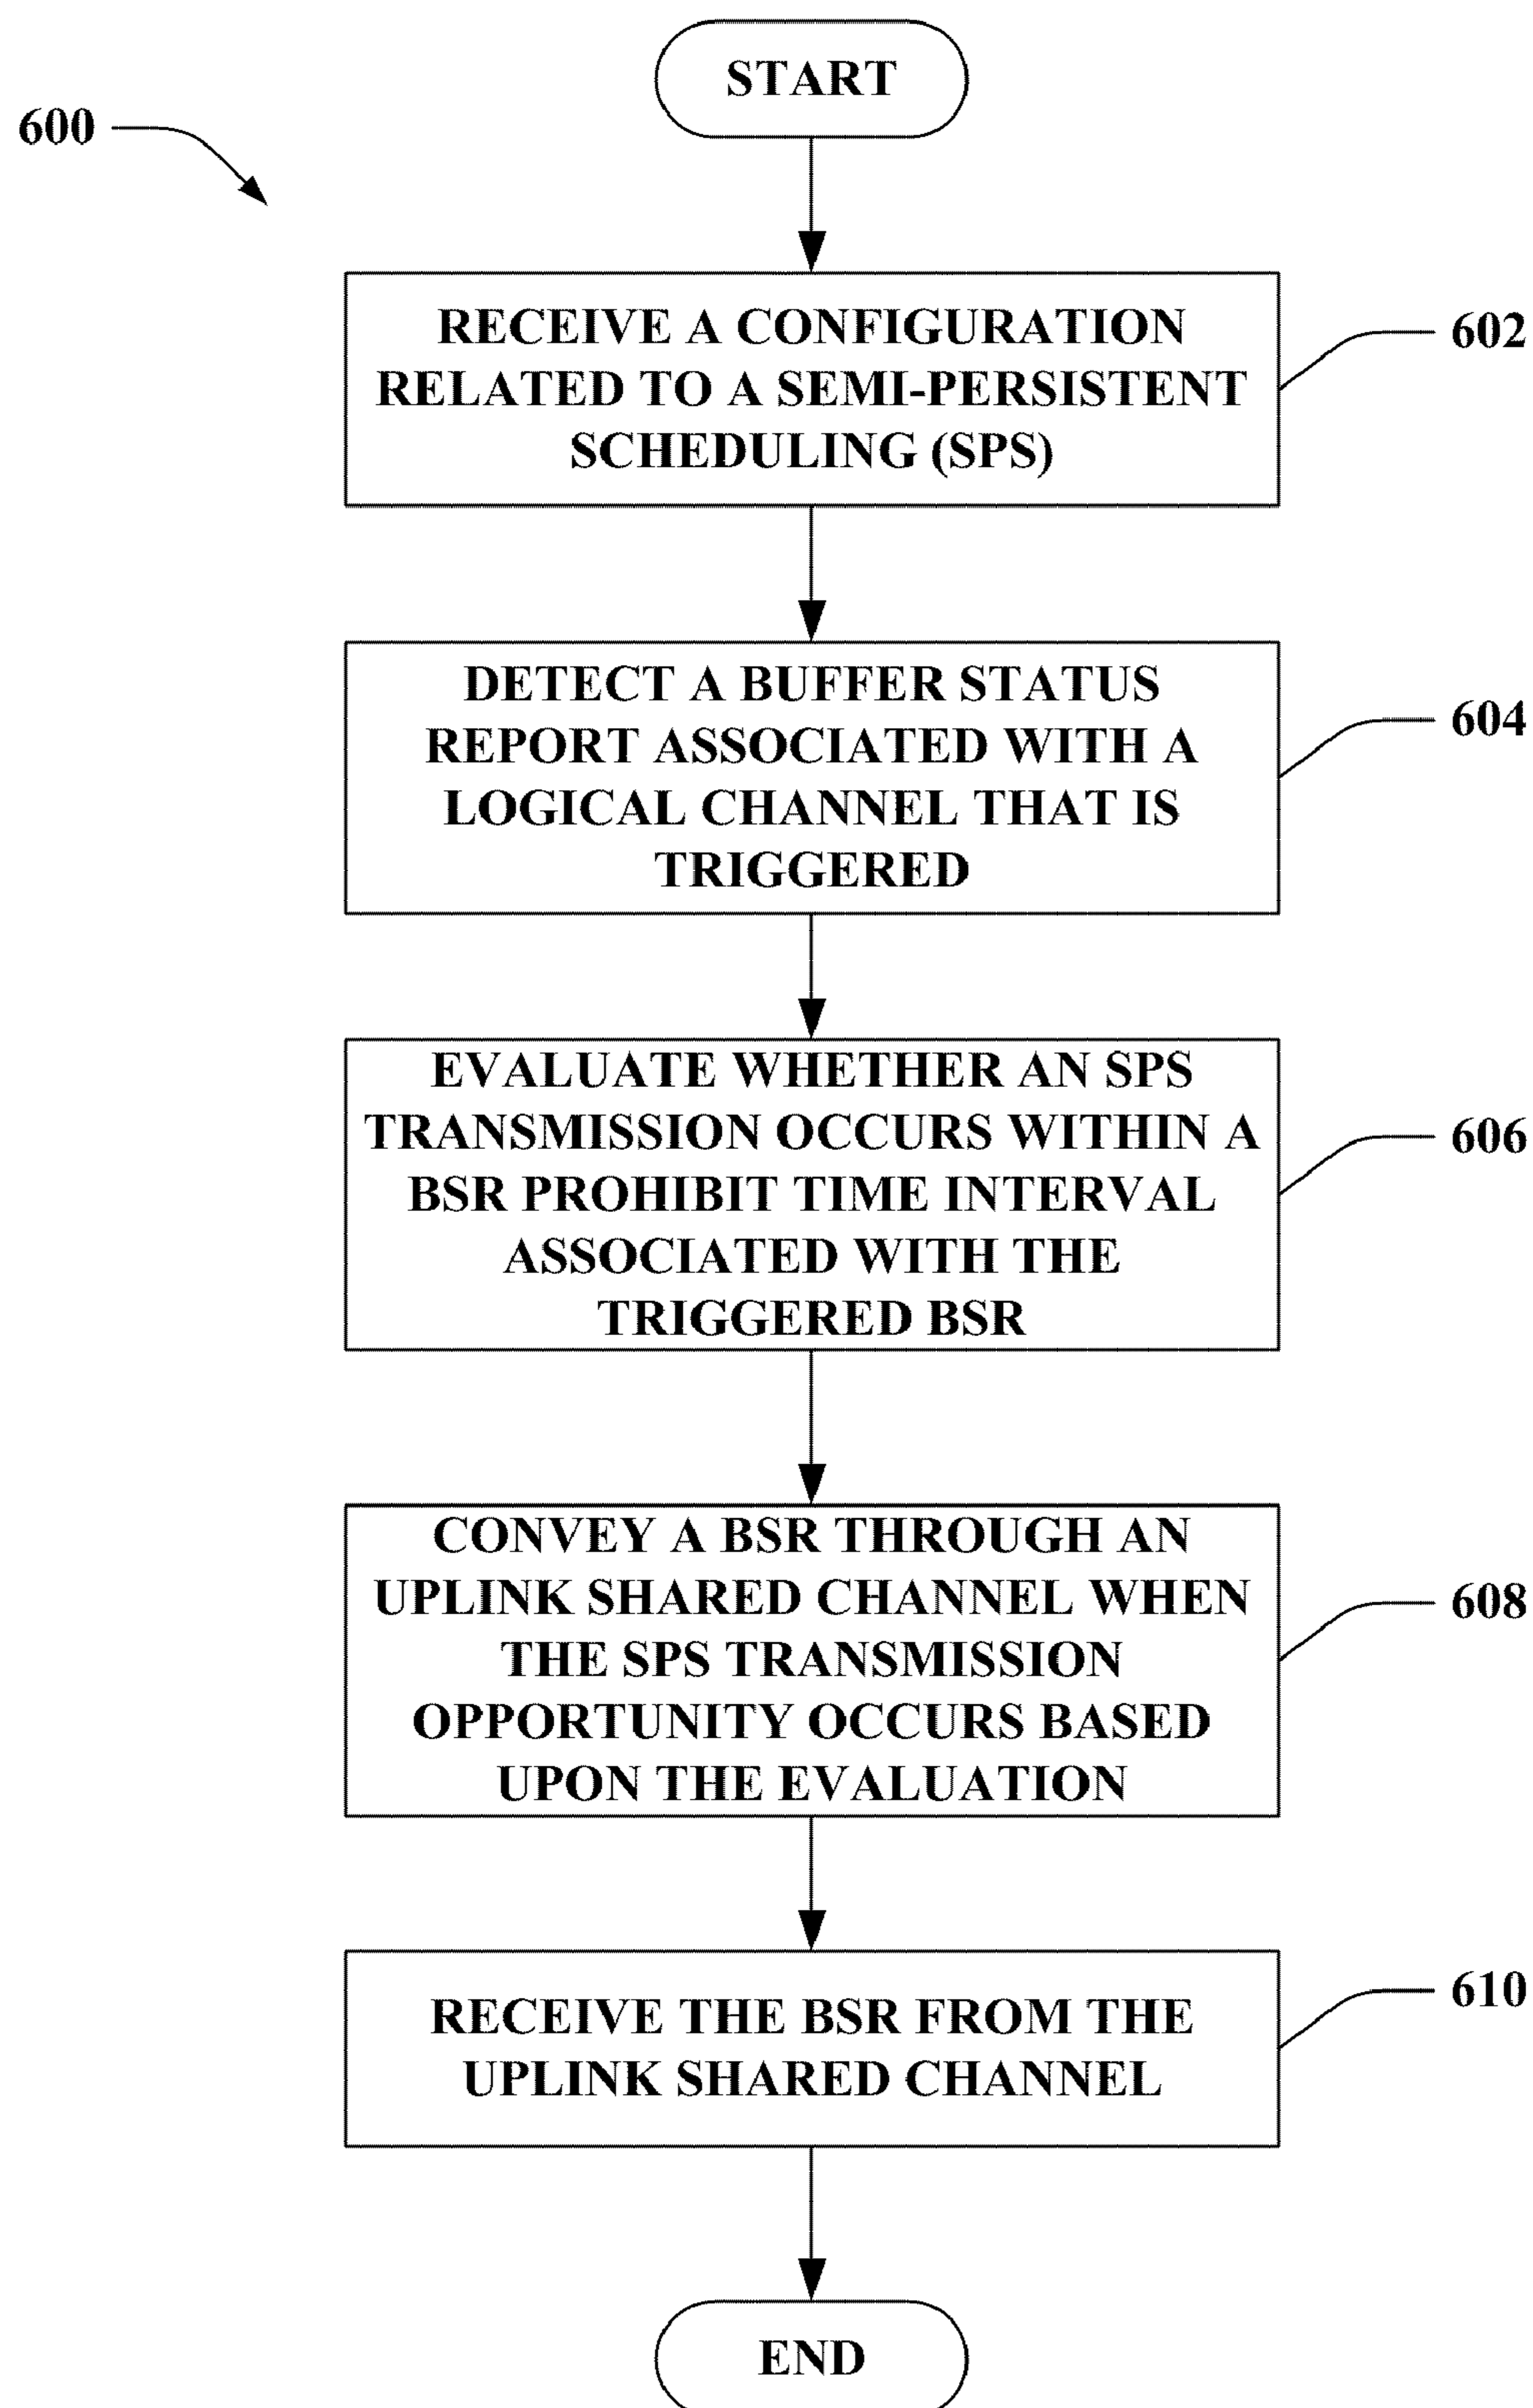 START
600
RECEIVE A CONFIGURATION
RELATED TO A SEMI-PERSISTENT
SCHEDULING (SPS)
602
DETECT A BUFFER STATUS
REPORT ASSOCIATED WITH A
LOGICAL CHANNEL THAT IS
TRIGGERED
604
EVALUATE WHETHER AN SPS
TRANSMISSION OCCURS WITHIN A
BSR PROHIBIT TIME INTERVAL
ASSOCIATED WITH THE
TRIGGERED BSR
606
CONVEY A BSR THROUGH AN
UPLINK SHARED CHANNEL WHEN
THE SPS TRANSMISSION
OPPORTUNITY OCCURS BASED
UPON THE EVALUATION
608
RECEIVE THE BSR FROM THE
UPLINK SHARED CHANNEL
610
END